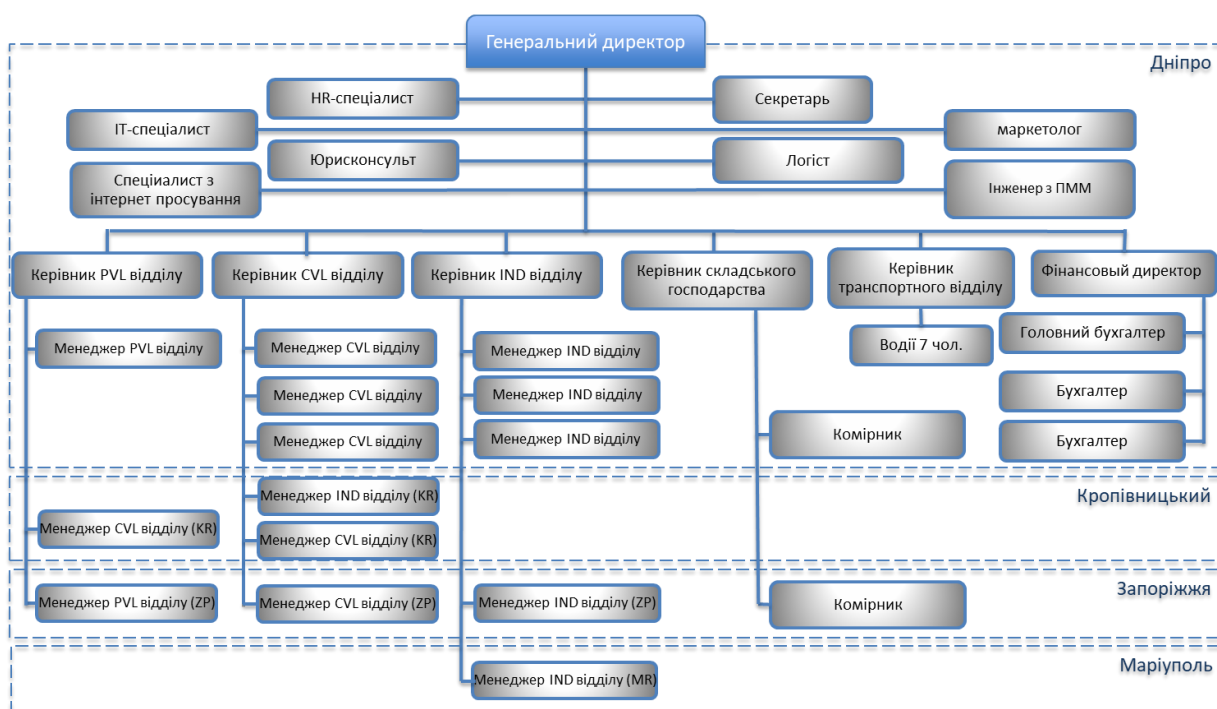 Генеральний директор
Дніпро
HR-спеціаліст
Секретарь
IT-спеціалист
маркетолог
Юрисконсульт
Логіст
Спеціиалист з
інтернет просування
Інженер з ПММ
Керівник PVL відділу
Керівник CVL відділу
Керівник IND відділу
Керівник складського
господарства
Керівник
транспортного відділу
Фінансовый директор
Менеджер PVL відділу
Менеджер CVL відділу
Менеджер IND відділу
Водії 7 чол.
Головний бухгалтер
Менеджер CVL відділу
Менеджер IND відділу
Бухгалтер
Менеджер CVL відділу
Менеджер IND відділу
Комірник
Бухгалтер
Кропівницький
Менеджер IND відділу (KR)
Менеджер CVL відділу (KR)
Менеджер CVL відділу (KR)
Запоріжжя
Менеджер PVL відділу (ZP)
Менеджер CVL відділу (ZP)
Менеджер IND відділу (ZP)
Комірник
Маріуполь
Менеджер IND відділу (MR)